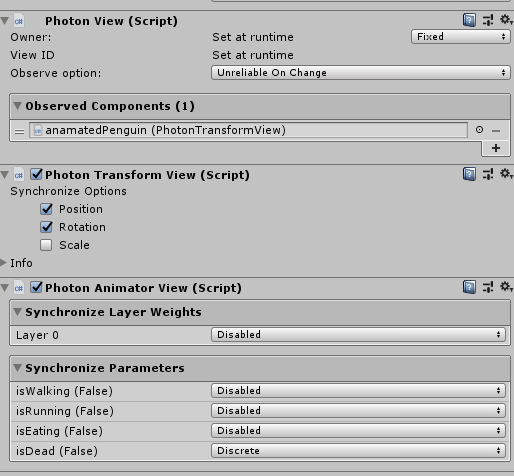 Photon View (Script)
Owner: Set at runtime Fixed
View ID Set at runtime
Observe option: Unreliable On Change
Observed Components (1)
anamatedPenguin (PhotonTransformView)
Photon Transform View (Script)
Synchronize Options
Position
Rotation
Scale
Info
Photon Animator View (Script)
Synchronize Layer Weights
Layer 0 Disabled
Synchronize Parameters
isWalking (False) Disabled
isRunning (False) Disabled
isEating (False) Disabled
isDead (False) Discrete